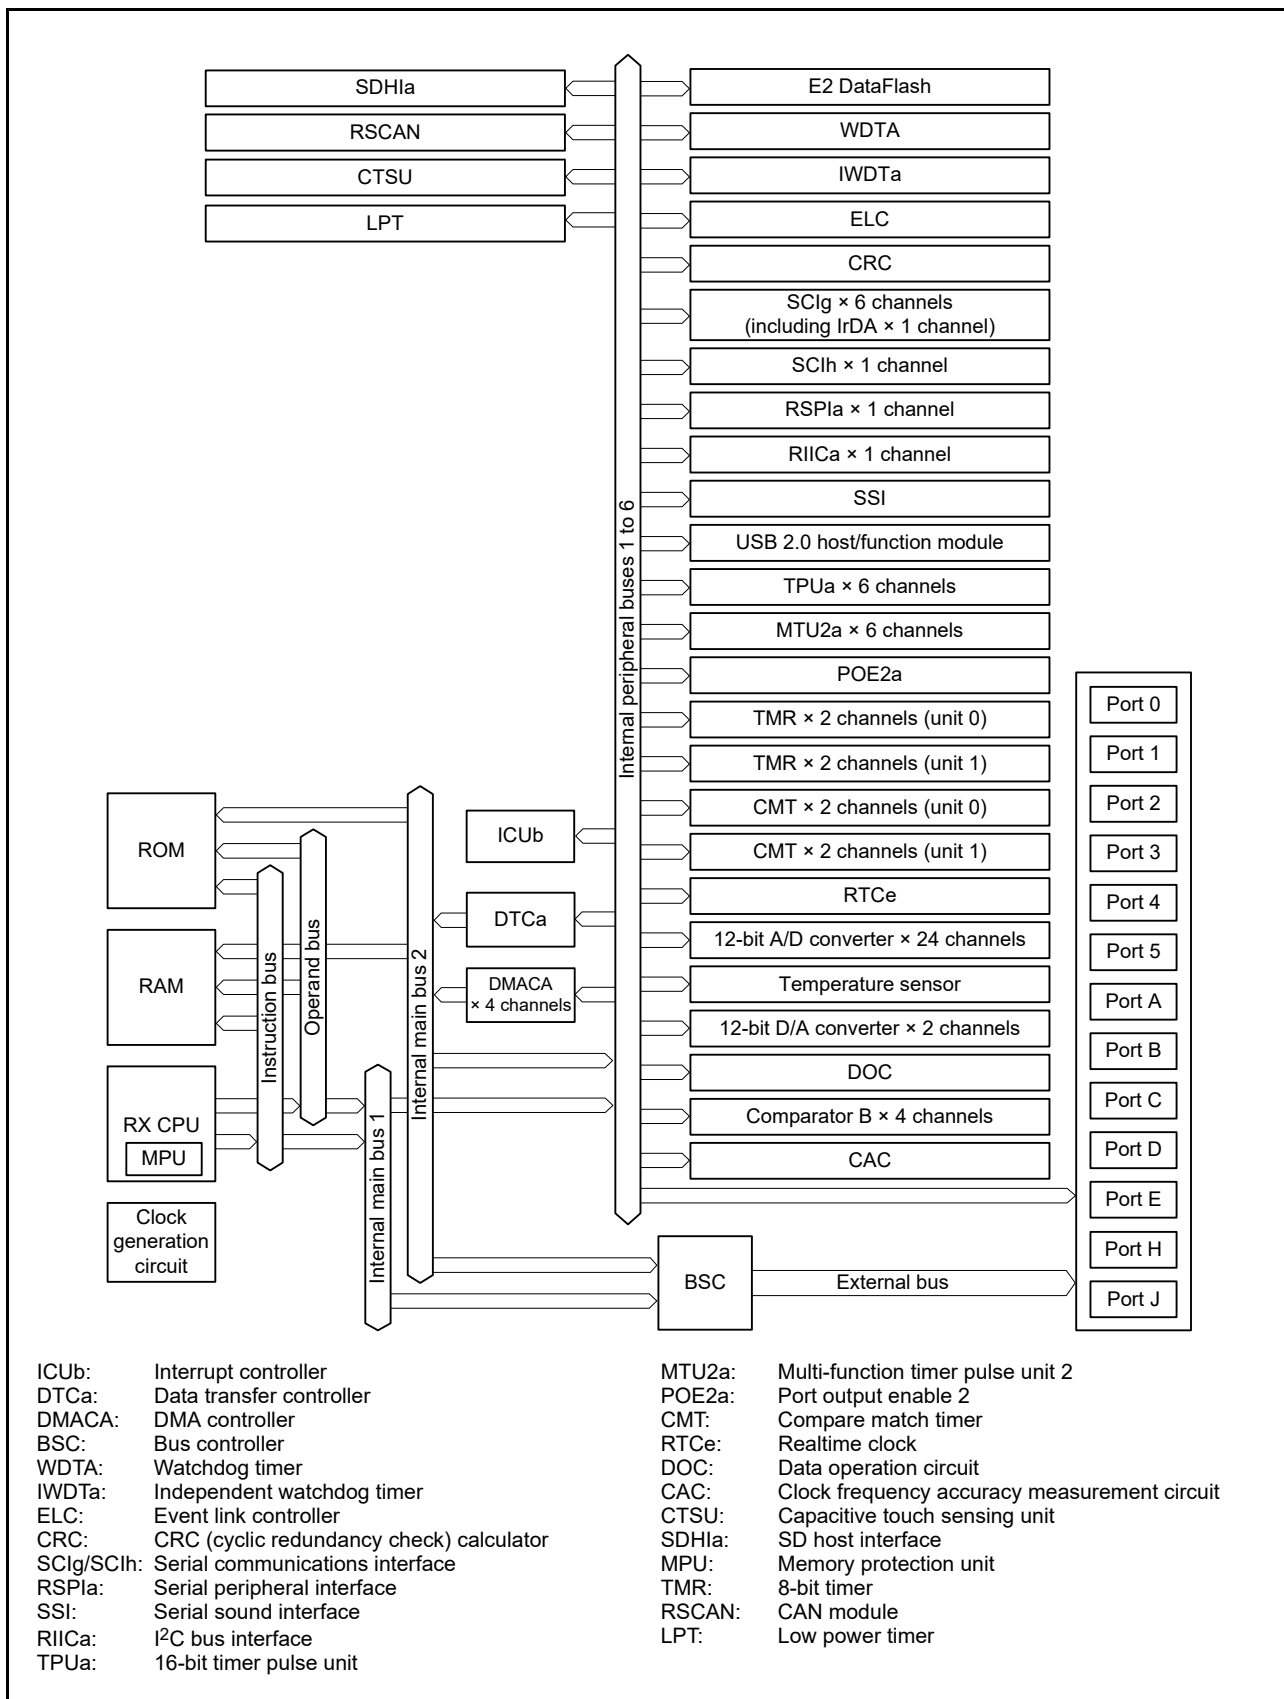 SDHIa
RSCAN
CTSU
LPT
E2 DataFlash
WDTA
IWDTa
ELC
CRC
SCIg × 6 channels
(including IrDA × 1 channel)
SCIh × 1 channel
RSPIa × 1 channel
RIICa × 1 channel
SSI
USB 2.0 host/function module
TPUa × 6 channels
MTU2a × 6 channels
POE2a
TMR × 2 channels (unit 0)
TMR × 2 channels (unit 1)
CMT × 2 channels (unit 0)
CMT × 2 channels (unit 1)
RTCe
12-bit A/D converter × 24 channels
Temperature sensor
12-bit D/A converter × 2 channels
DOC
Comparator B × 4 channels
CAC
Internal peripheral buses 1 to 6
ROM
RAM
RX CPU
MPU
Clock
generation
circuit
Instruction bus
Operand bus
Internal main bus 1
Internal main bus 2
ICUb
DTCa
DMACA
× 4 channels
BSC
External bus
Port 0
Port 1
Port 2
Port 3
Port 4
Port 5
Port A
Port B
Port C
Port D
Port E
Port H
Port J
ICUb: Interrupt controller
DTCa: Data transfer controller
DMACA: DMA controller
BSC: Bus controller
WDTA: Watchdog timer
IWDTa: Independent watchdog timer
ELC: Event link controller
CRC: CRC (cyclic redundancy check) calculator
SCIg/SCIh: Serial communications interface
RSPIa: Serial peripheral interface
SSI: Serial sound interface
RIICa: I²C bus interface
TPUa: 16-bit timer pulse unit
MTU2a: Multi-function timer pulse unit 2
POE2a: Port output enable 2
CMT: Compare match timer
RTCe: Realtime clock
DOC: Data operation circuit
CAC: Clock frequency accuracy measurement circuit
CTSU: Capacitive touch sensing unit
SDHIa: SD host interface
MPU: Memory protection unit
TMR: 8-bit timer
RSCAN: CAN module
LPT: Low power timer